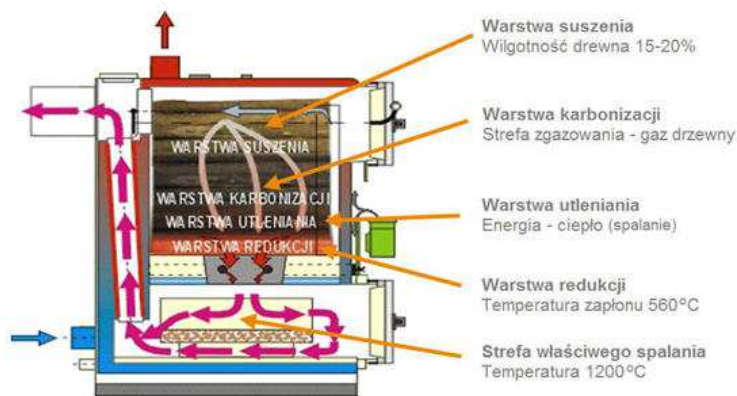 Warstwa suszenia
Wilgotność drewna 15-20%
Warstwa karbonizacji
Strefa zgazowania - gaz drzewny
Warstwa utleniania
Energia - ciepło (spalanie)
Warstwa redukcji
Temperatura zapłonu 560°C
Strefa właściwego spalania
Temperatura 1200°C
WARSTWA SUSZENIA
WARSTWA KARBONIZACJI
WARSTWA UTLENIANIA
WARSTWA REDUKCJI